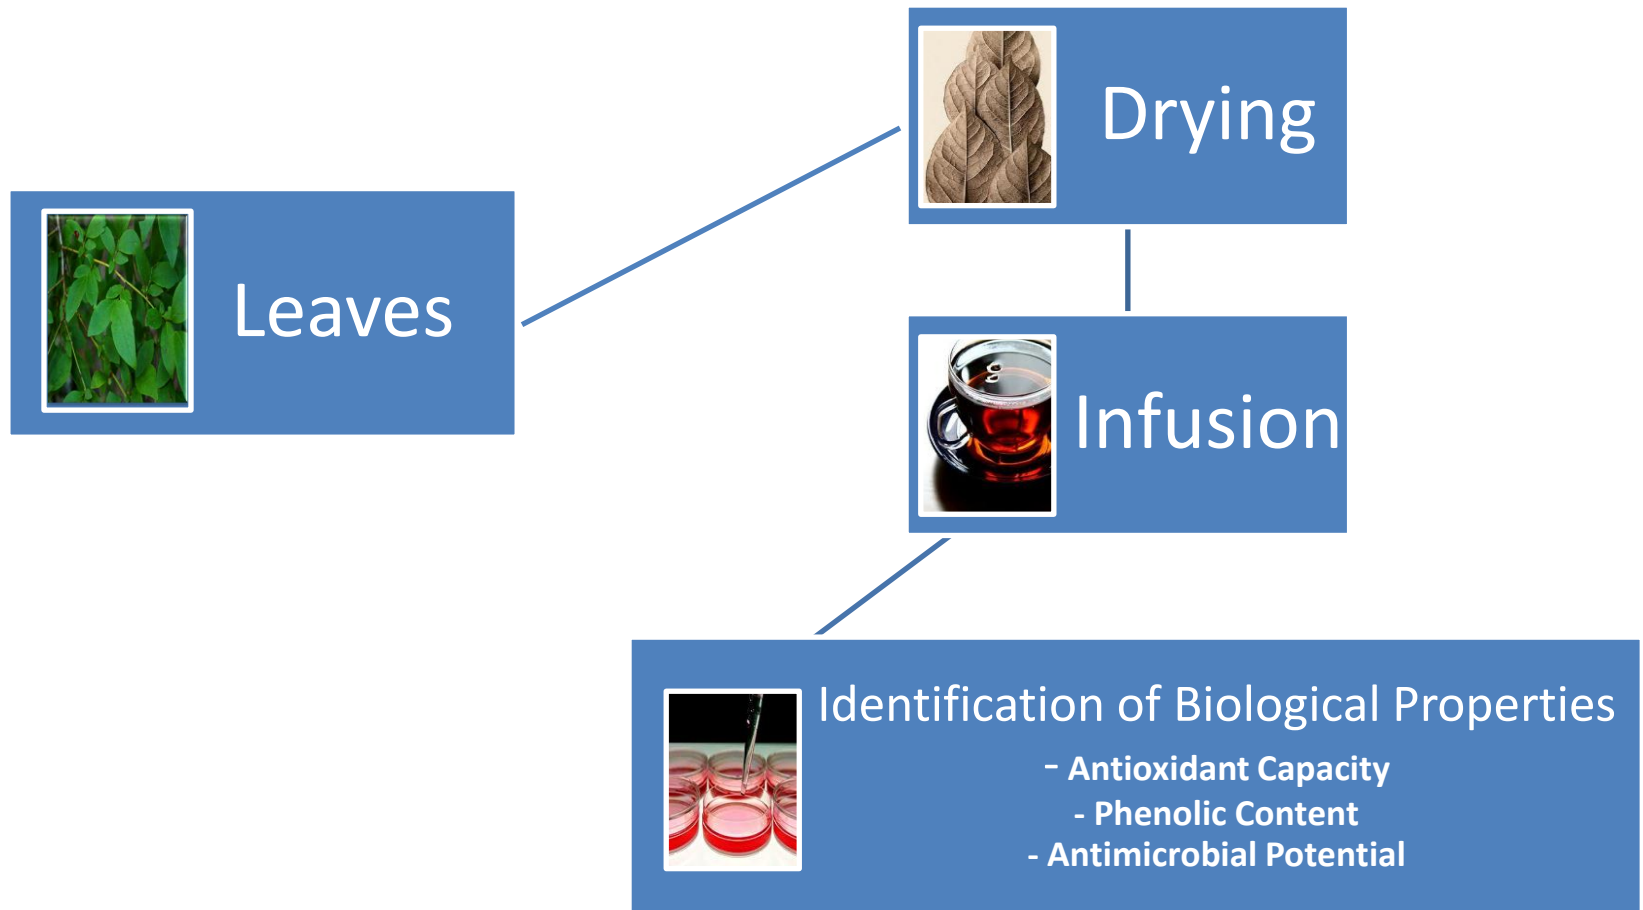 Drying
Leaves
Infusion
Identification of Biological Properties
- Antioxidant Capacity
- Phenolic Content
- Antimicrobial Potential